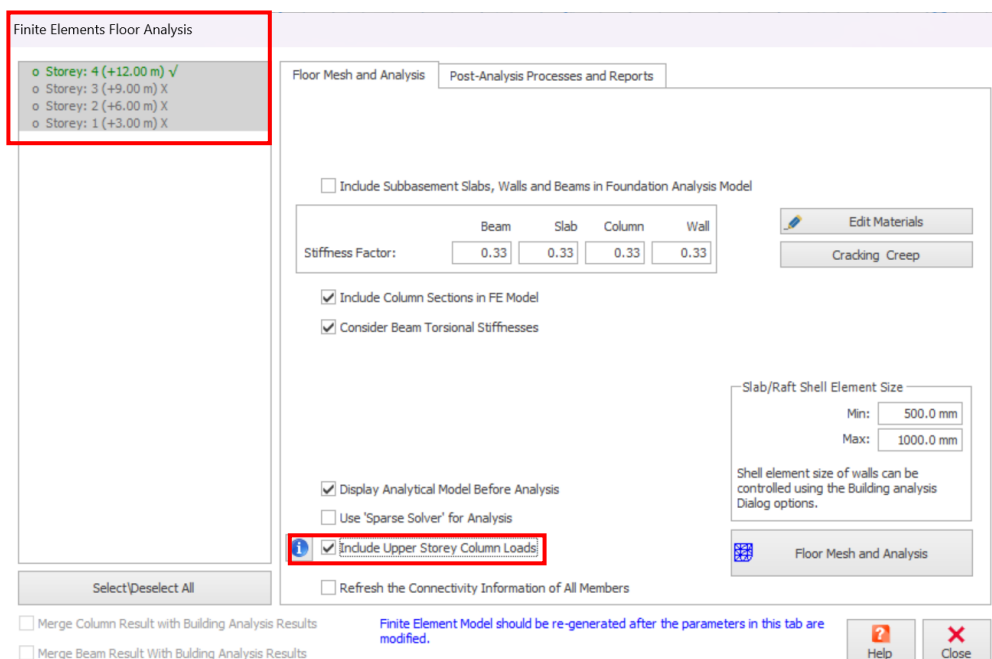 Finite Elements Floor Analysis
o Storey: 4 (+12.00 m) √
o Storey: 3 (+9.00 m) X
o Storey: 2 (+6.00 m) X
o Storey: 1 (+3.00 m) X
Select\Deselect All
Merge Column Result with Building Analysis Results
Merge Beam Result With Bulding Analysis Results
Floor Mesh and Analysis
Post-Analysis Processes and Reports
Include Subbasement Slabs, Walls and Beams in Foundation Analysis Model
Beam Slab Column Wall
Stiffness Factor: 0.33 0.33 0.33 0.33
Edit Materials
Cracking Creep
Include Column Sections in FE Model
Consider Beam Torsional Stiffnesses
Slab/Raft Shell Element Size
Min: 500.0 mm
Max: 1000.0 mm
Shell element size of walls can be
controlled using the Building analysis
Dialog options.
Display Analytical Model Before Analysis
Use 'Sparse Solver' for Analysis
Include Upper Storey Column Loads
Floor Mesh and Analysis
Refresh the Connectivity Information of All Members
Finite Element Model should be re-generated after the parameters in this tab are
modified.
Help
Close